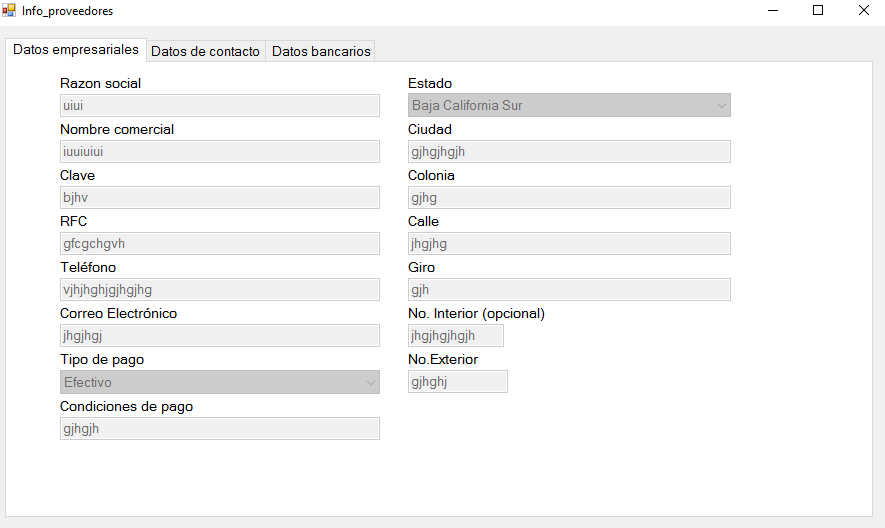 Info_proveedores
Datos empresariales
Datos de contacto
Datos bancarios
Razon social
uiui
Nombre comercial
iuuiuiui
Clave
bjhv
RFC
gfcgchgvh
Teléfono
vjhjhghjgjhgjhg
Correo Electrónico
jhgjhgj
Tipo de pago
Efectivo
Condiciones de pago
gjhgjh
Estado
Baja California Sur
Ciudad
gjhgjhgjh
Colonia
gjhg
Calle
jhgjhg
Giro
gjh
No. Interior (opcional)
jhgjhgjhgjh
No.Exterior
gjhghj